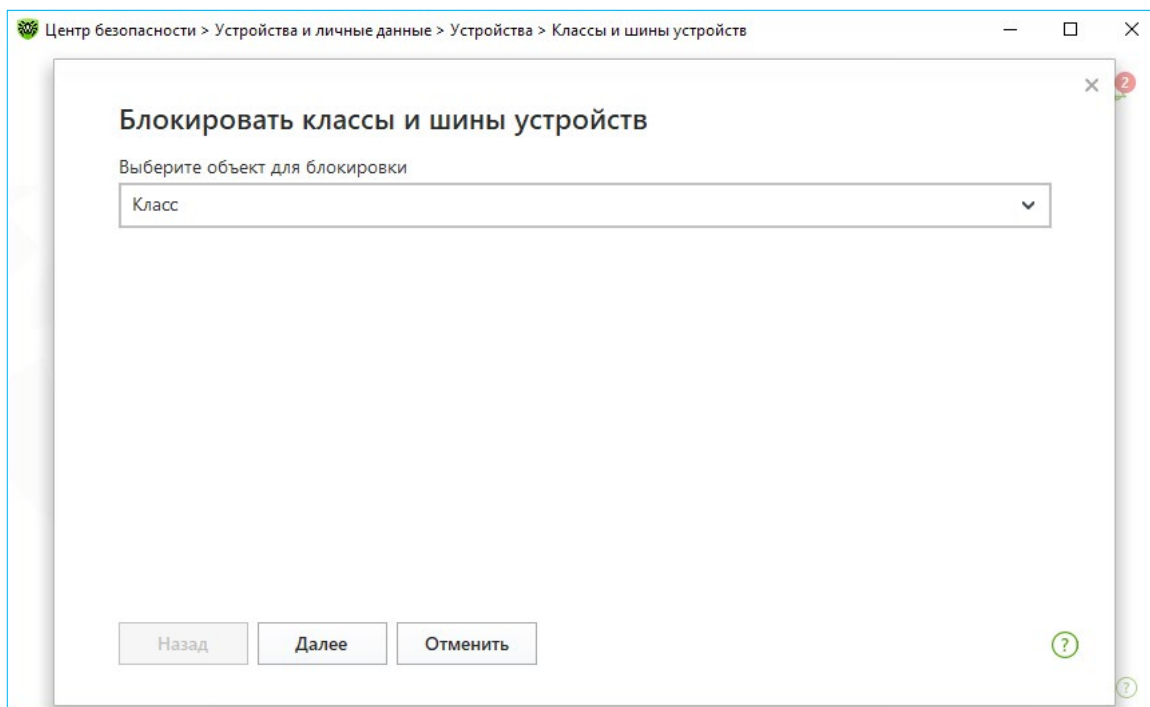 Центр безопасности > Устройства и личные данные > Устройства > Классы и шины устройств
2
Блокировать классы и шины устройств
Выберите объект для блокировки
Класс
Назад Далее Отменить ?
?